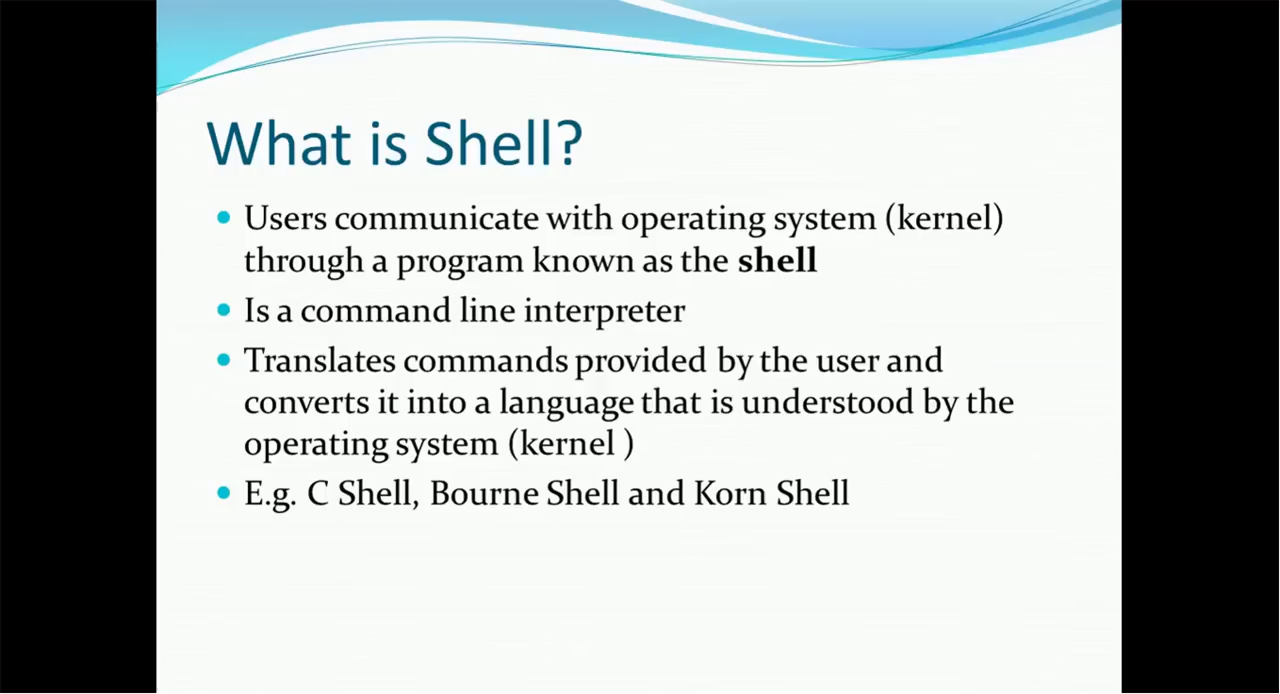 What is Shell?
• Users communicate with operating system (kernel)
through a program known as the shell
• Is a command line interpreter
• Translates commands provided by the user and
converts it into a language that is understood by the
operating system (kernel )
• E.g. C Shell, Bourne Shell and Korn Shell